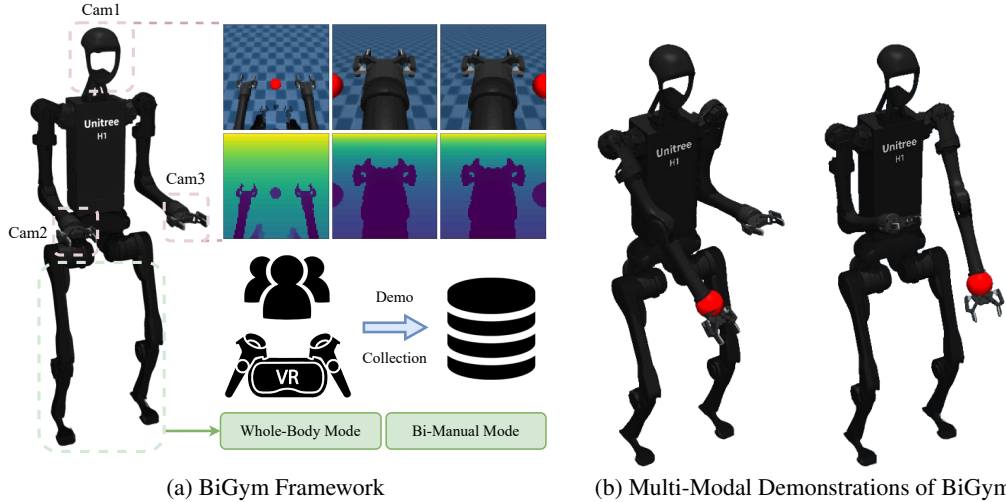 Cam1
Unitree
H1
Cam3
Cam2
Demo
Collection
VR
Whole-Body Mode
Bi-Manual Mode
(a) BiGym Framework
Unitree
H1
Unitree
H1
(b) Multi-Modal Demonstrations of BiGym